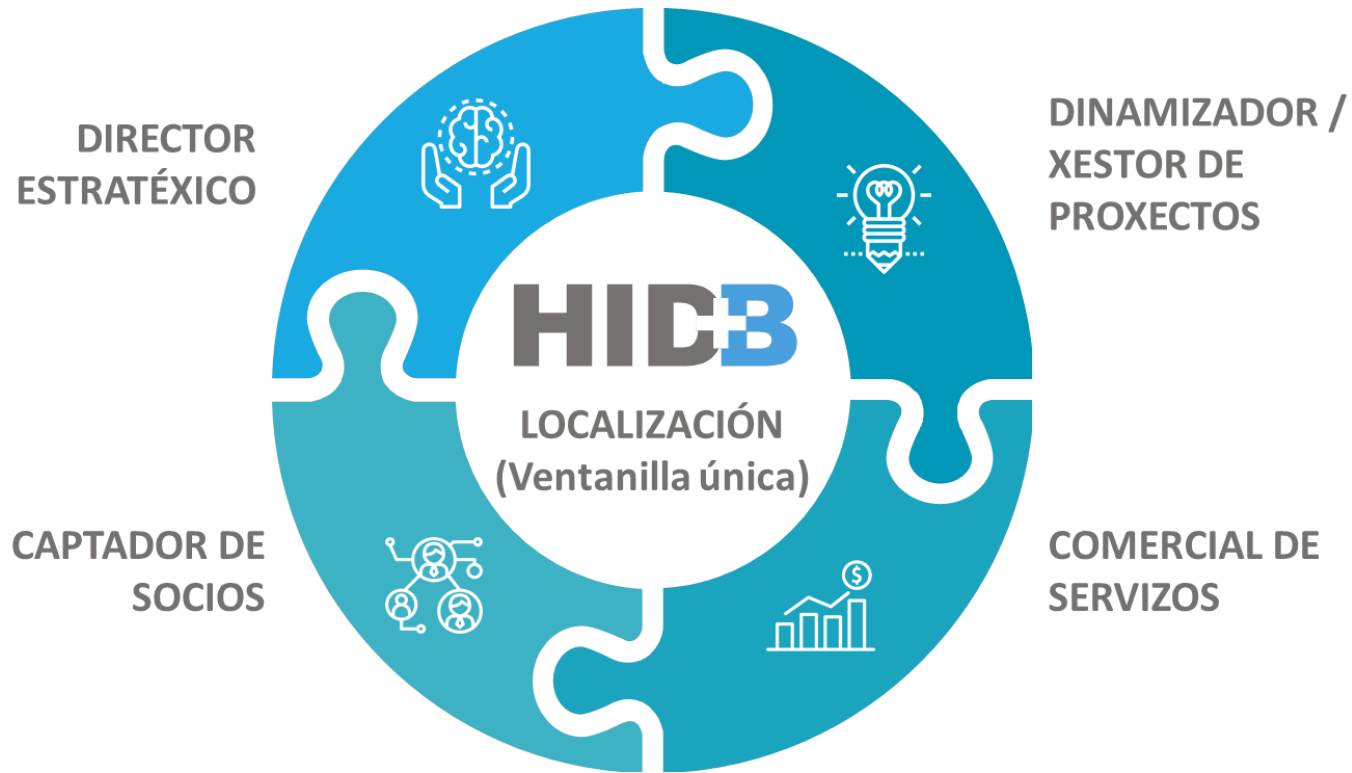 DIRECTOR
ESTRATÉXICO
DINAMIZADOR /
XESTOR DE
PROXECTOS
HIDB
LOCALIZACIÓN
(Ventanilla única)
CAPTADOR DE
SOCIOS
COMERCIAL DE
SERVIZOS
$